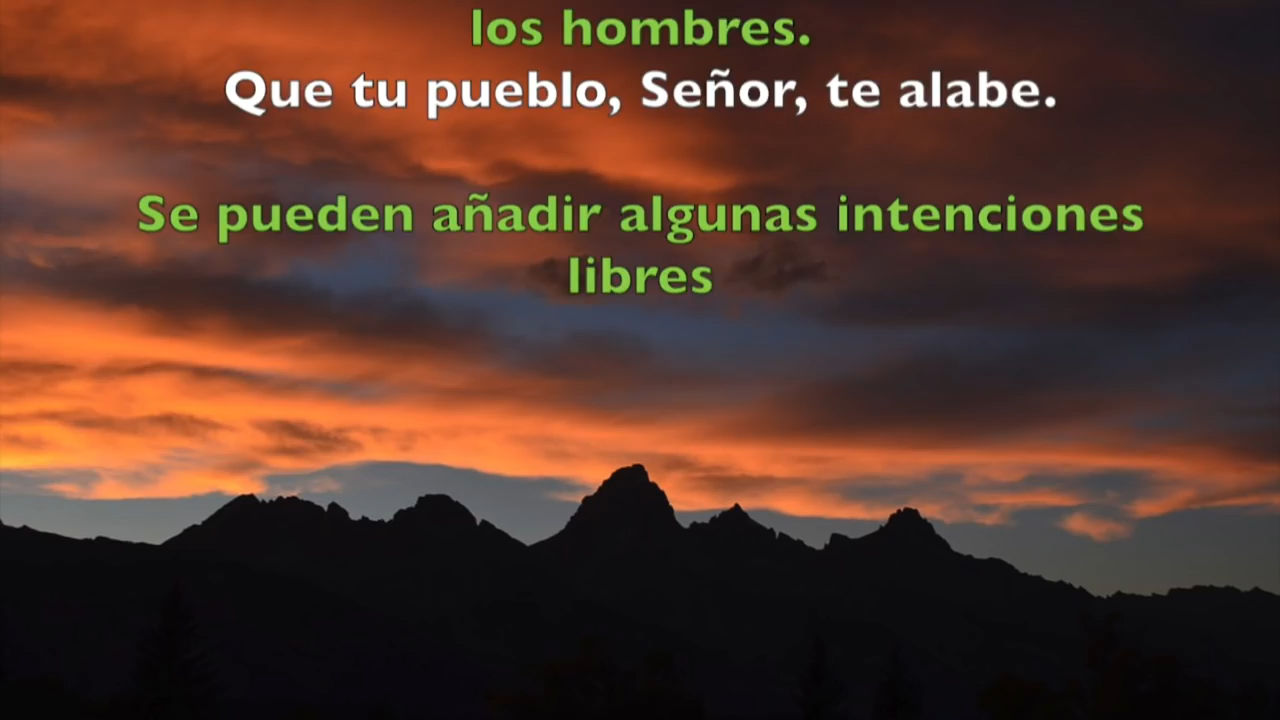 los hombres.
Que tu pueblo, Señor, te alabe.
Se pueden añadir algunas intenciones
libres